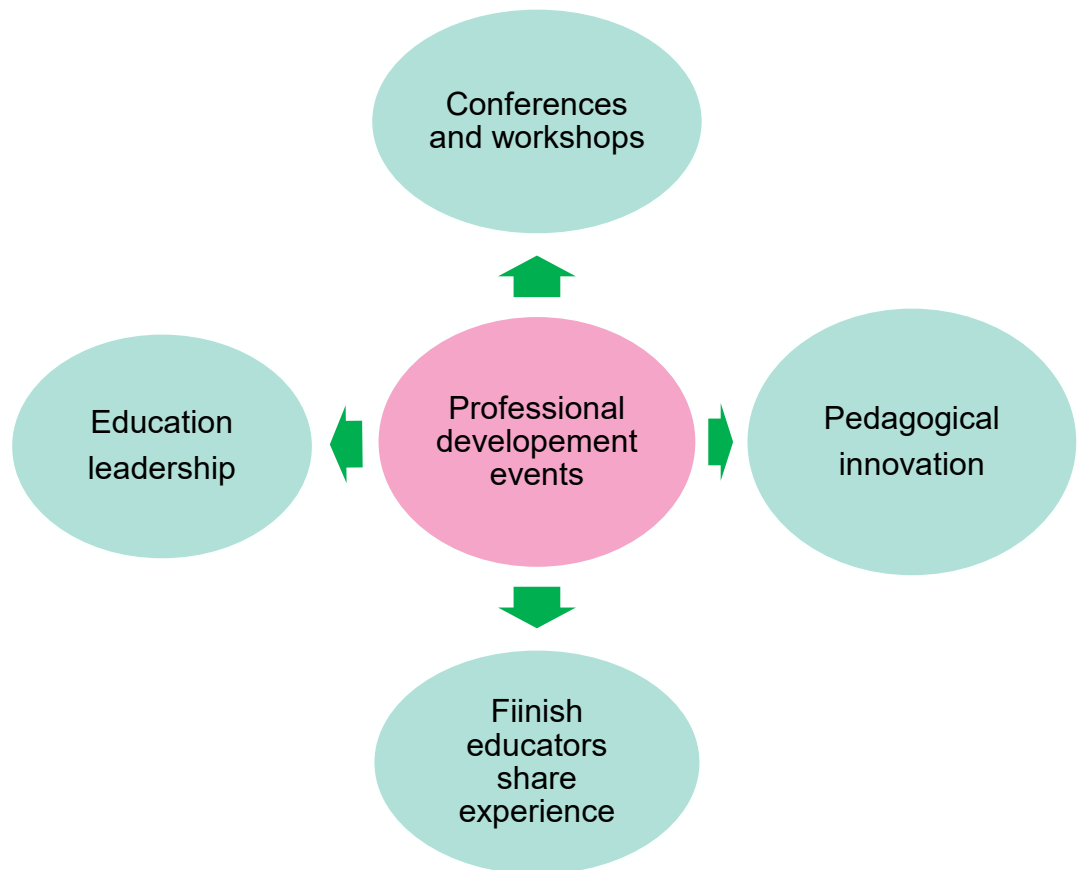 Conferences
and workshops
Education
leadership
Professional
developement
events
Pedagogical
innovation
Fiinish
educators
share
experience